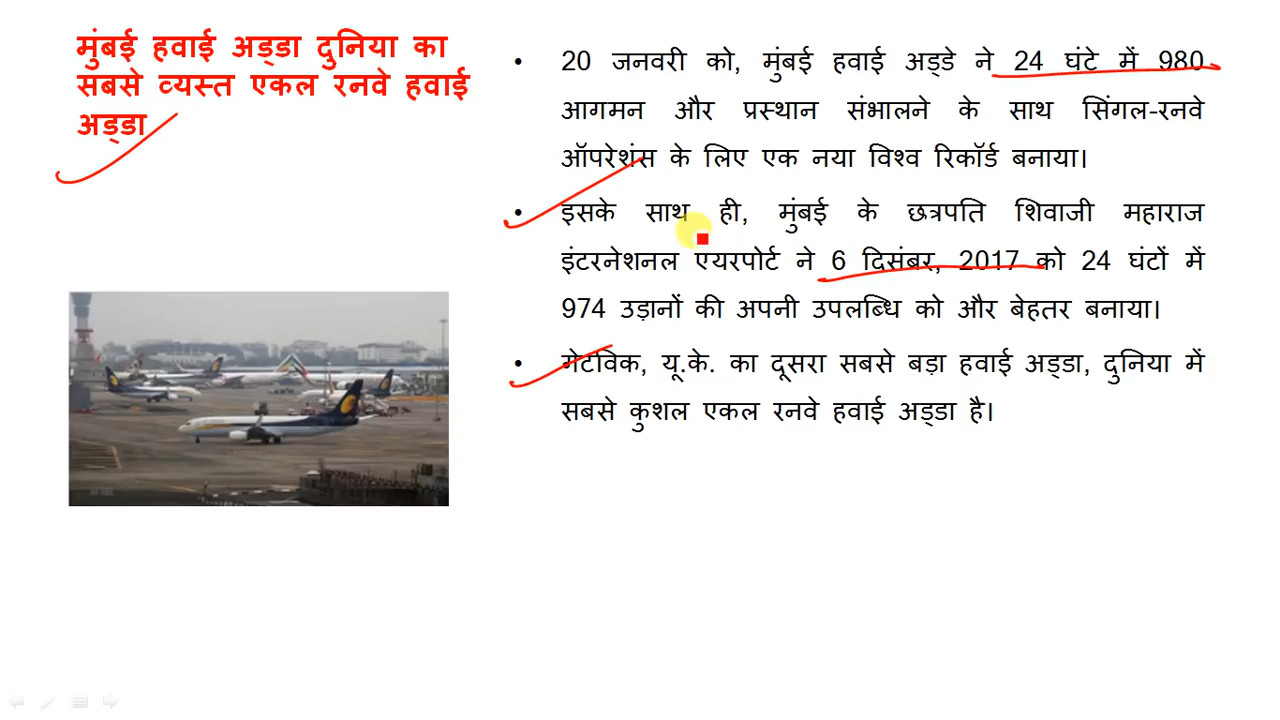 मुंबई हवाई अड्डा दुनिया का
सबसे व्यस्त एकल रनवे हवाई
अड्डा
• 20 जनवरी को, मुंबई हवाई अड्डे ने 24 घंटे में 980
आगमन और प्रस्थान संभालने के साथ सिंगल-रनवे
ऑपरेशंस के लिए एक नया विश्व रिकॉर्ड बनाया।
• इसके साथ ही, मुंबई के छत्रपति शिवाजी महाराज
इंटरनेशनल एयरपोर्ट ने 6 दिसंबर, 2017 को 24 घंटों में
974 उड़ानों की अपनी उपलब्धि को और बेहतर बनाया।
• गेटविक, यू.के. का दूसरा सबसे बड़ा हवाई अड्डा, दुनिया में
सबसे कुशल एकल रनवे हवाई अड्डा है।